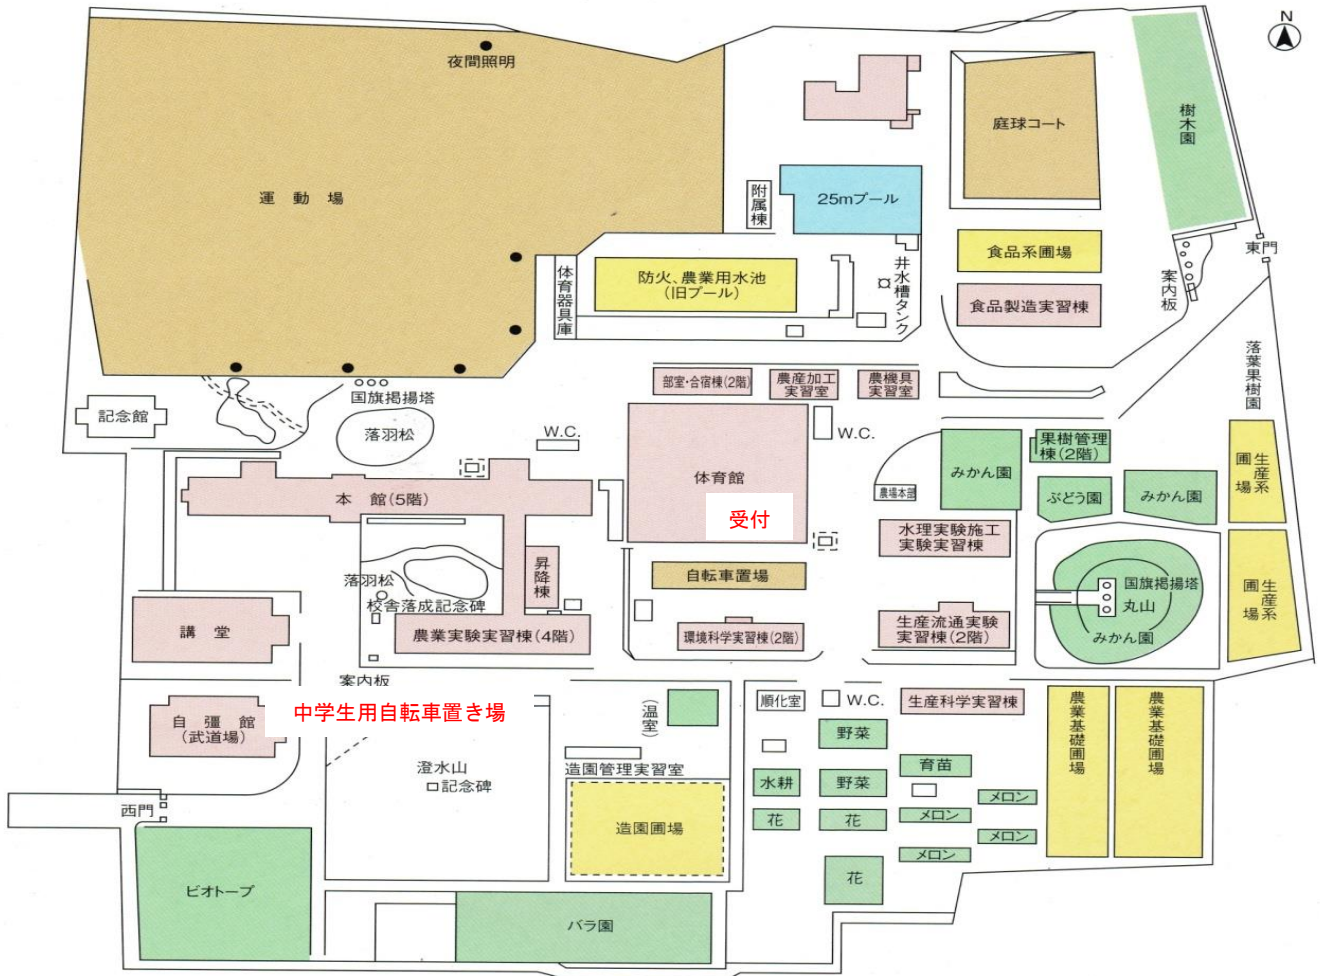 N
夜間照明
運動場
庭球コート
樹木園
附属棟
25mプール
東門
食品系圃場
案内板
防火、農業用水池
(旧プール)
体育器具庫
井水槽タンク
食品製造実習棟
落葉果樹園
部室・合宿棟(2階)
農産加工
実習室
農機具
実習室
国旗掲揚塔
記念館
落羽松
W.C.
W.C.
体育館
受付
みかん園
果樹管理
棟(2階)
ぶどう園
みかん園
生産系
圃場
農場本部
本館(5階)
水理実験施工
実験実習棟
昇降棟
自転車置場
落羽松
校舎落成記念碑
国旗掲揚塔
丸山
みかん園
生産系
圃場
講堂
農業実験実習棟(4階)
環境科学実習棟(2階)
生産流通実験
実習棟(2階)
案内板
中学生用自転車置き場
自彊館
(武道場)
(温室)
順化室
W.C.
生産科学実習棟
農業基礎圃場
農業基礎圃場
野菜
造園管理実習室
澄水山
記念碑
育苗
水耕
野菜
メロン
西門
花
花
メロン
造園圃場
メロン
メロン
ビオトープ
花
バラ園